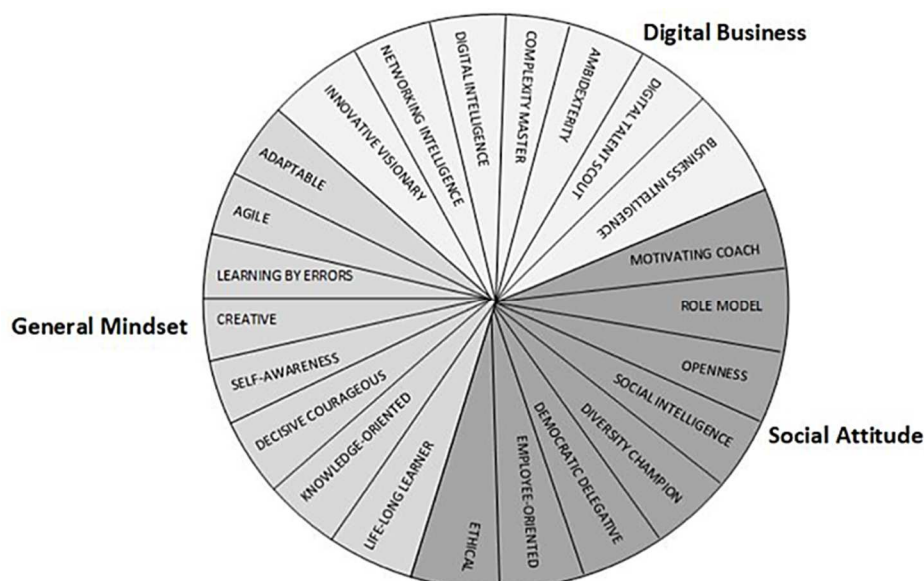 Digital Business
INNOVATIVE VISIONARY
NETWORKING INTELLIGENCE
DIGITAL INTELLIGENCE
COMPLEXITY MASTER
AMBIDEXTERITY
DIGITAL TALENT SCOUT
BUSINESS INTELLIGENCE
MOTIVATING COACH
ROLE MODEL
OPENNESS
SOCIAL INTELLIGENCE
DIVERSITY CHAMPION
DEMOCRATIC DELEGATIVE
EMPLOYEE-ORIENTED
ETHICAL
Social Attitude
General Mindset
ADAPTABLE
AGILE
LEARNING BY ERRORS
CREATIVE
SELF-AWARENESS
DECISIVE COURAGEOUS
KNOWLEDGE-ORIENTED
LIFE-LONG LEARNER